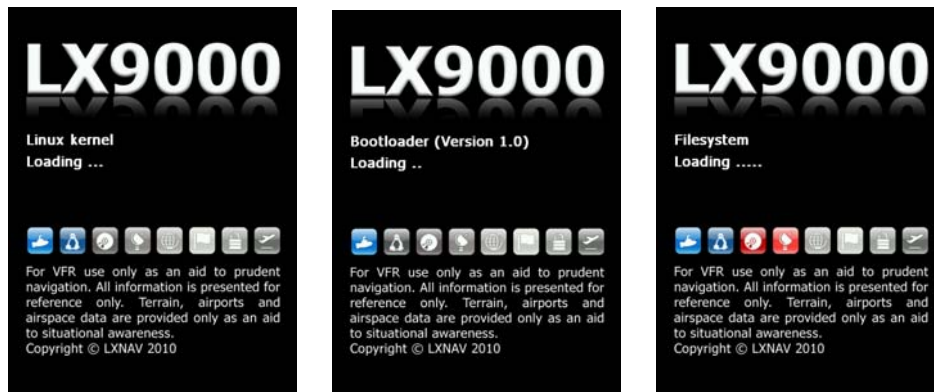 LX9000
Linux kernel
Loading ...
For VFR use only as an aid to prudent
navigation. All information is presented for
reference only. Terrain, airports and
airspace data are provided only as an aid
to situational awareness.
Copyright © LXNAV 2010
LX9000
Bootloader (Version 1.0)
Loading ..
For VFR use only as an aid to prudent
navigation. All information is presented for
reference only. Terrain, airports and
airspace data are provided only as an aid
to situational awareness.
Copyright © LXNAV 2010
LX9000
Filesystem
Loading .....
For VFR use only as an aid to prudent
navigation. All information is presented for
reference only. Terrain, airports and
airspace data are provided only as an aid
to situational awareness.
Copyright © LXNAV 2010